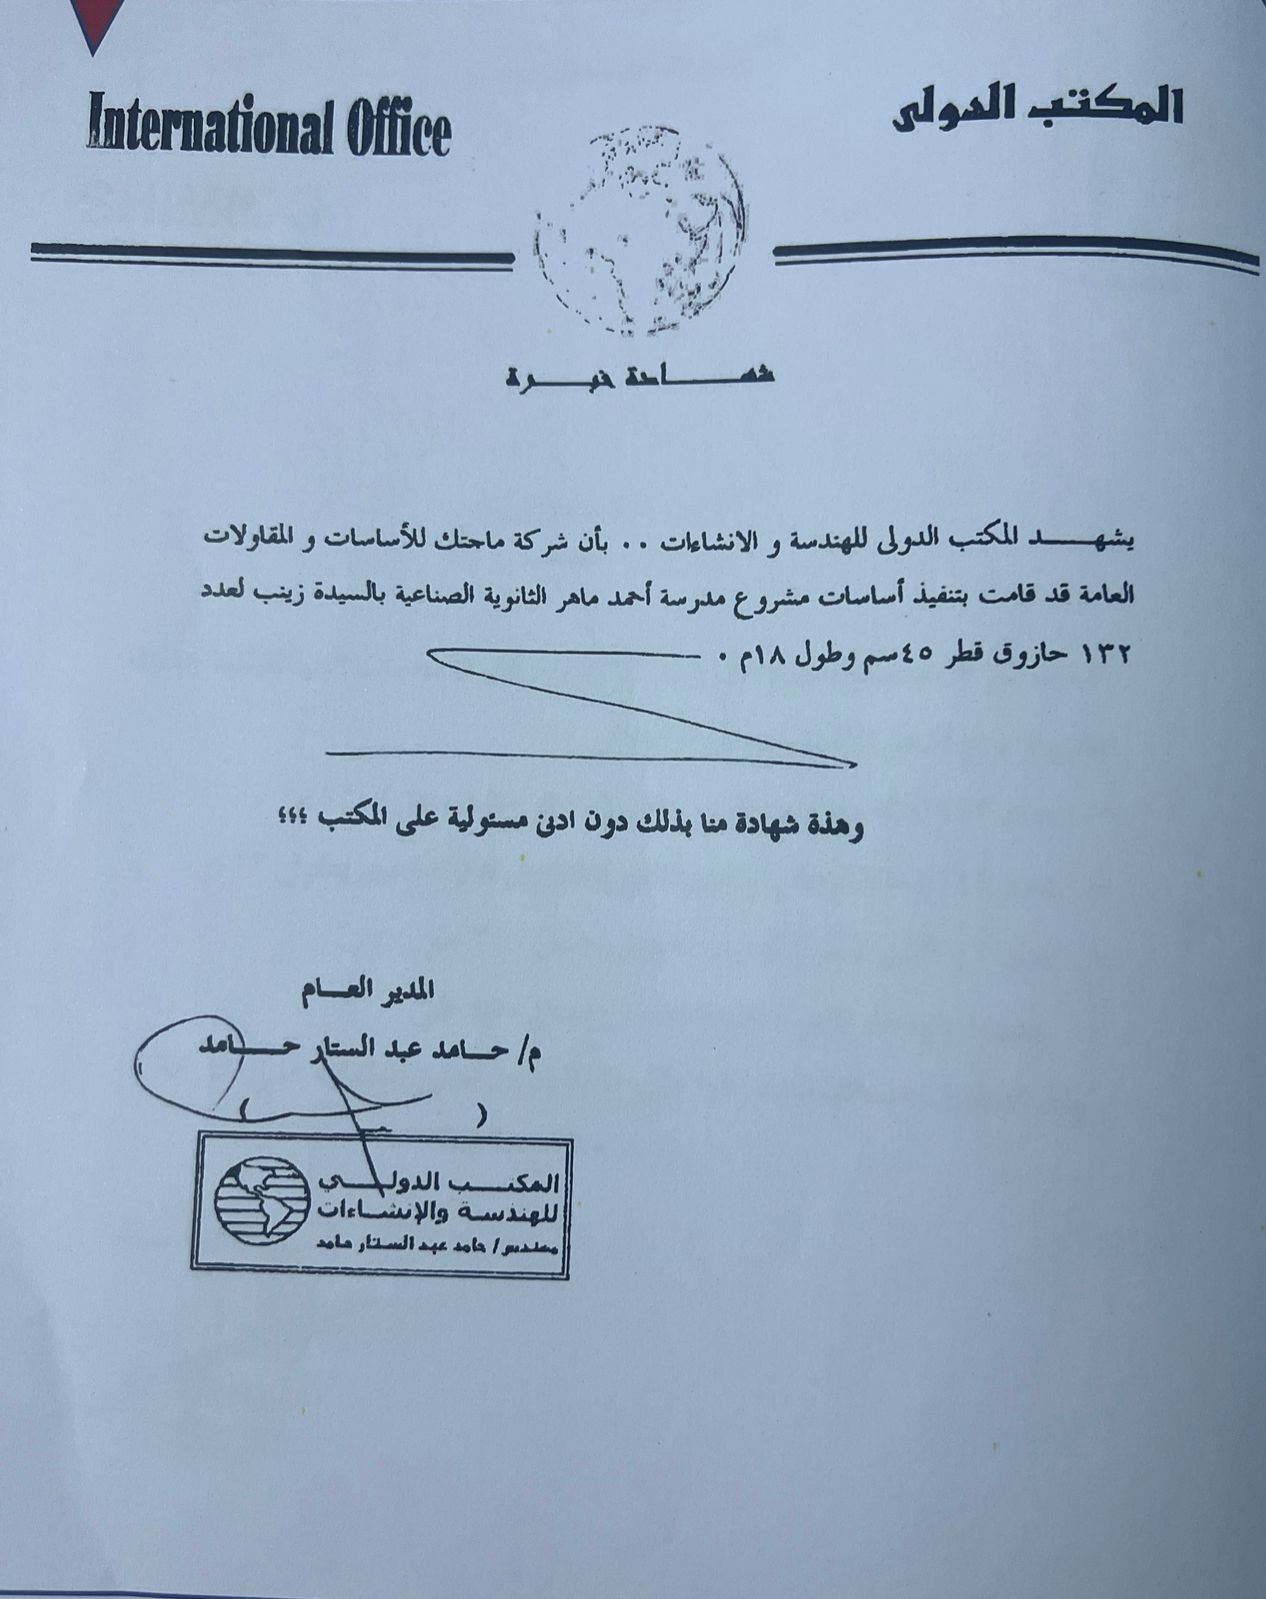 International Office
المكتب الدولى
شهادة خبرة
يشهد المكتب الدولى للهندسة و الانشاءات .. بأن شركة ماحتك للأساسات و المقاولات
العامة قد قامت بتنفيذ أساسات مشروع مدرسة أحمد ماهر الثانوية الصناعية بالسيدة زينب لعدد
١٣٢ حازوق قطر ٤٥سم وطول ١٨م .
وهذة شهادة منا بذلك دون ادنى مسئولية على المكتب ؛؛؛
المدير العام
م/ حامد عبد الستار حامد
( )
المكتب الدولي
للهندسة والإنشاءات
مهندس/ حامد عبد الستار حامد